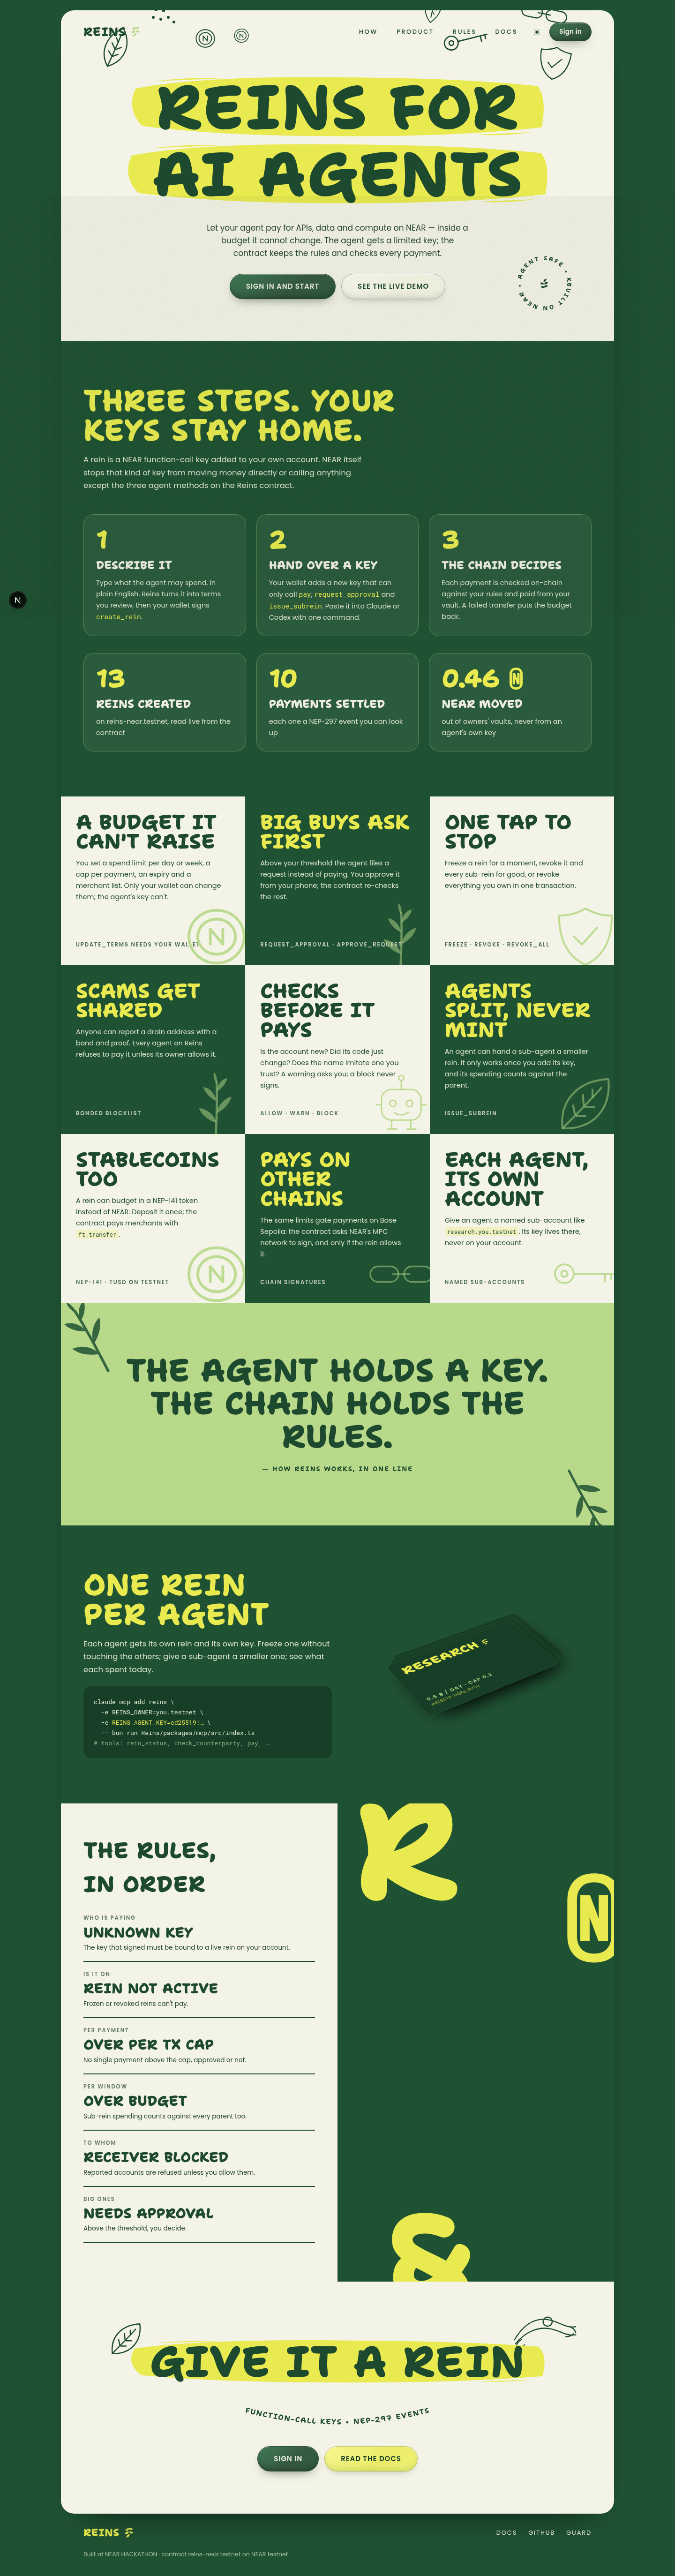 REINS
HOW PRODUCT RULES DOCS Sign in
REINS FOR
AI AGENTS
Let your agent pay for APIs, data and compute on NEAR — inside a
budget it cannot change. The agent gets a limited key; the
contract keeps the rules and checks every payment.
SIGN IN AND START SEE THE LIVE DEMO
AGENT SAFE • BUILT ON NEAR •
THREE STEPS. YOUR
KEYS STAY HOME.
A rein is a NEAR function-call key added to your own account. NEAR itself
stops that kind of key from moving money directly or calling anything
except the three agent methods on the Reins contract.
1
DESCRIBE IT
Type what the agent may spend, in
plain English. Reins turns it into terms
you review, then your wallet signs
create_rein.
2
HAND OVER A KEY
Your wallet adds a new key that can
only call pay, request_approval and
issue_subrein. Paste it into Claude or
Codex with one command.
3
THE CHAIN DECIDES
Each payment is checked on-chain
against your rules and paid from your
vault. A failed transfer puts the budget
back.
N
13
REINS CREATED
on reins-near.testnet, read live from the
contract
10
PAYMENTS SETTLED
each one a NEP-297 event you can look
up
0.46 N
NEAR MOVED
out of owners' vaults, never from an
agent's own key
A BUDGET IT
CAN'T RAISE
You set a spend limit per day or week, a
cap per payment, an expiry and a
merchant list. Only your wallet can change
them; the agent's key can't.
UPDATE_TERMS NEEDS YOUR WALLET
N
BIG BUYS ASK
FIRST
Above your threshold the agent files a
request instead of paying. You approve it
from your phone; the contract re-checks
the rest.
REQUEST_APPROVAL · APPROVE_REQUEST
ONE TAP TO
STOP
Freeze a rein for a moment, revoke it and
every sub-rein for good, or revoke
everything you own in one transaction.
FREEZE · REVOKE · REVOKE_ALL
SCAMS GET
SHARED
Anyone can report a drain address with a
bond and proof. Every agent on Reins
refuses to pay it unless its owner allows it.
BONDED BLOCKLIST
CHECKS
BEFORE IT
PAYS
Is the account new? Did its code just
change? Does the name imitate one you
trust? A warning asks you; a block never
signs.
ALLOW · WARN · BLOCK
AGENTS
SPLIT, NEVER
MINT
An agent can hand a sub-agent a smaller
rein. It only works once you add its key,
and its spending counts against the
parent.
ISSUE_SUBREIN
STABLECOINS
TOO
A rein can budget in a NEP-141 token
instead of NEAR. Deposit it once; the
contract pays merchants with
ft_transfer.
NEP-141 · TUSD ON TESTNET
N
PAYS ON
OTHER
CHAINS
The same limits gate payments on Base
Sepolia: the contract asks NEAR's MPC
network to sign, and only if the rein allows
it.
CHAIN SIGNATURES
EACH AGENT,
ITS OWN
ACCOUNT
Give an agent a named sub-account like
research.you.testnet. Its key lives there,
never on your account.
NAMED SUB-ACCOUNTS
THE AGENT HOLDS A KEY.
THE CHAIN HOLDS THE
RULES.
— HOW REINS WORKS, IN ONE LINE
ONE REIN
PER AGENT
Each agent gets its own rein and its own key. Freeze one without
touching the others; give a sub-agent a smaller one; see what
each spent today.
claude mcp add reins \
-e REINS_OWNER=you.testnet \
-e REINS_AGENT_KEY=ed25519:… \
-- bun run Reins/packages/mcp/src/index.ts
# tools: rein_status, check_counterparty, pay, …
RESEARCH
THE RULES,
IN ORDER
WHO IS PAYING
UNKNOWN KEY
The key that signed must be bound to a live rein on your account.
IS IT ON
REIN NOT ACTIVE
Frozen or revoked reins can't pay.
PER PAYMENT
OVER PER TX CAP
No single payment above the cap, approved or not.
PER WINDOW
OVER BUDGET
Sub-rein spending counts against every parent too.
TO WHOM
RECEIVER BLOCKED
Reported accounts are refused unless you allow them.
BIG ONES
NEEDS APPROVAL
Above the threshold, you decide.
R
N
&
GIVE IT A REIN
FUNCTION-CALL KEYS • NEP-297 EVENTS
SIGN IN READ THE DOCS
REINS
DOCS GITHUB GUARD
Built at NEAR HACKATHON · contract reins-near.testnet on NEAR testnet